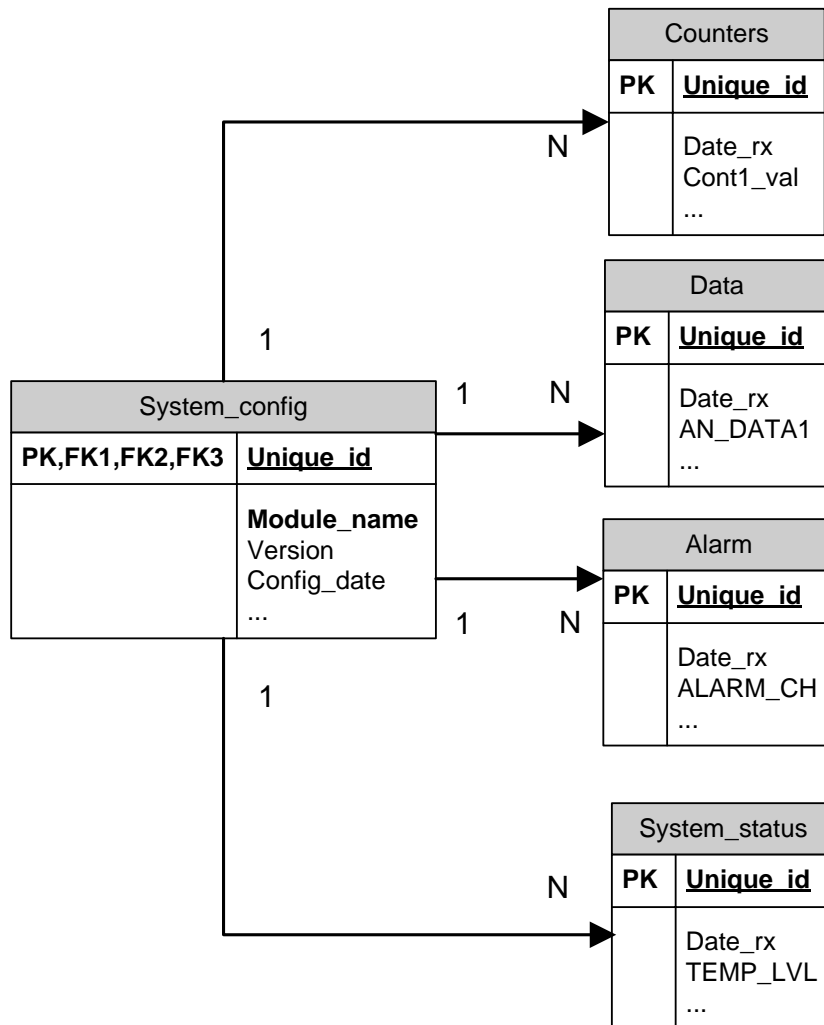 Counters
PK Unique_id
Date_rx
Cont1_val
...
N
Data
PK Unique_id
Date_rx
AN_DATA1
...
1
1 N
System_config
PK,FK1,FK2,FK3 Unique_id
Module_name
Version
Config_date
...
Alarm
PK Unique_id
Date_rx
ALARM_CH
...
1 N
1
System_status
PK Unique_id
Date_rx
TEMP_LVL
...
N